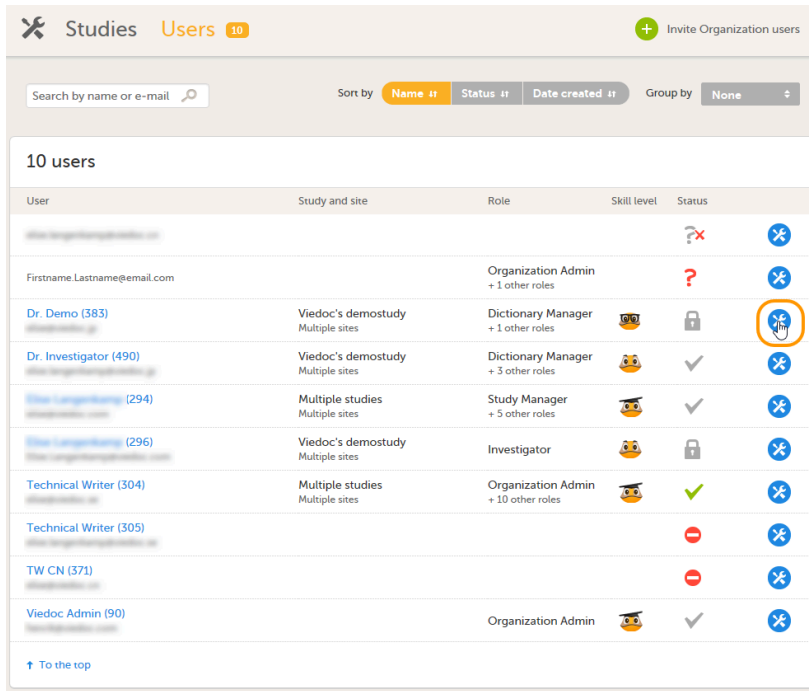 Studies Users 10
Invite Organization users
Search by name or e-mail
Sort by Name Status Date created Group by None
10 users
User Study and site Role Skill level Status
Organization Admin
Firstname.Lastname@email.com
+ 1 other roles
Dr. Demo (383) Viedoc's demostudy Dictionary Manager
Multiple sites + 1 other roles
Dr. Investigator (490) Viedoc's demostudy Dictionary Manager
Multiple sites + 3 other roles
(294) Multiple studies Study Manager
Multiple sites + 5 other roles
(296) Viedoc's demostudy
Investigator
Multiple sites
Technical Writer (304) Multiple studies Organization Admin
Multiple sites + 10 other roles
Technical Writer (305)
TW CN (371)
Viedoc Admin (90)
Organization Admin
To the top